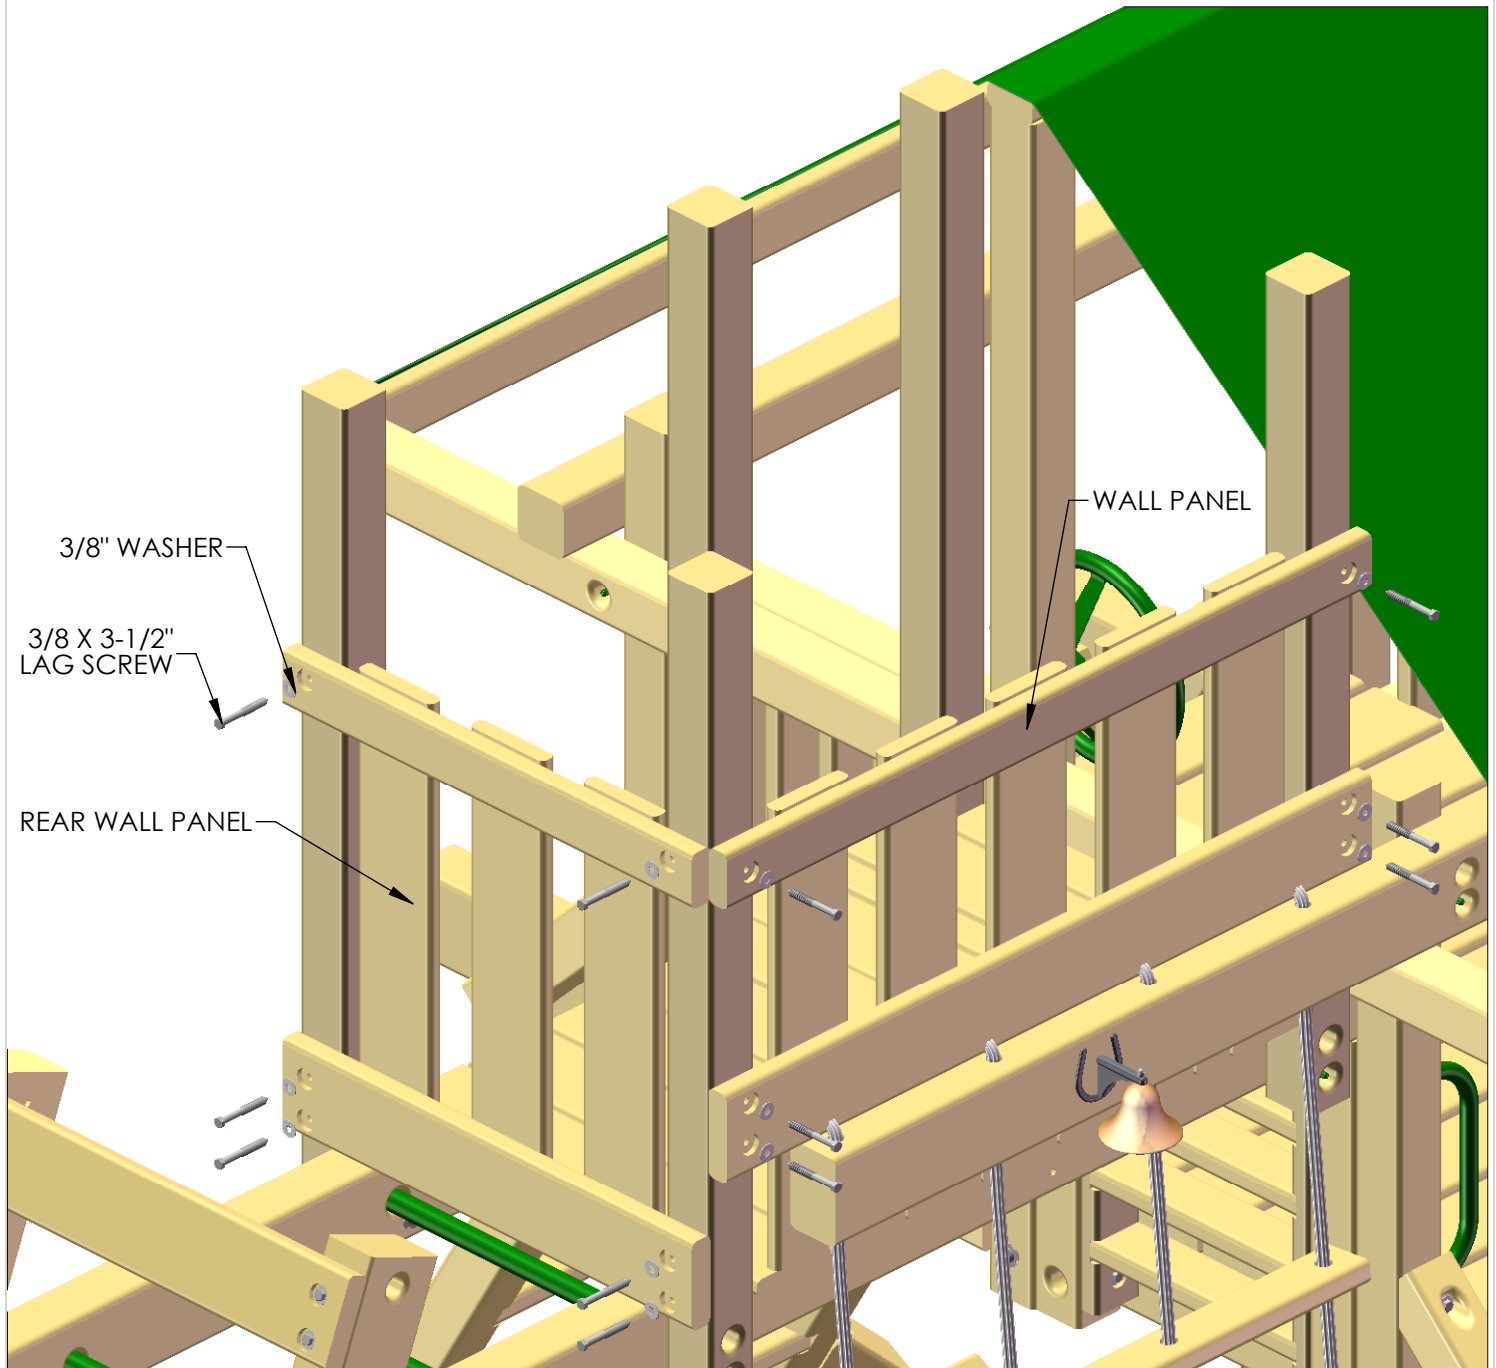 WALL PANEL
3/8" WASHER
3/8 X 3-1/2"
LAG SCREW
REAR WALL PANEL